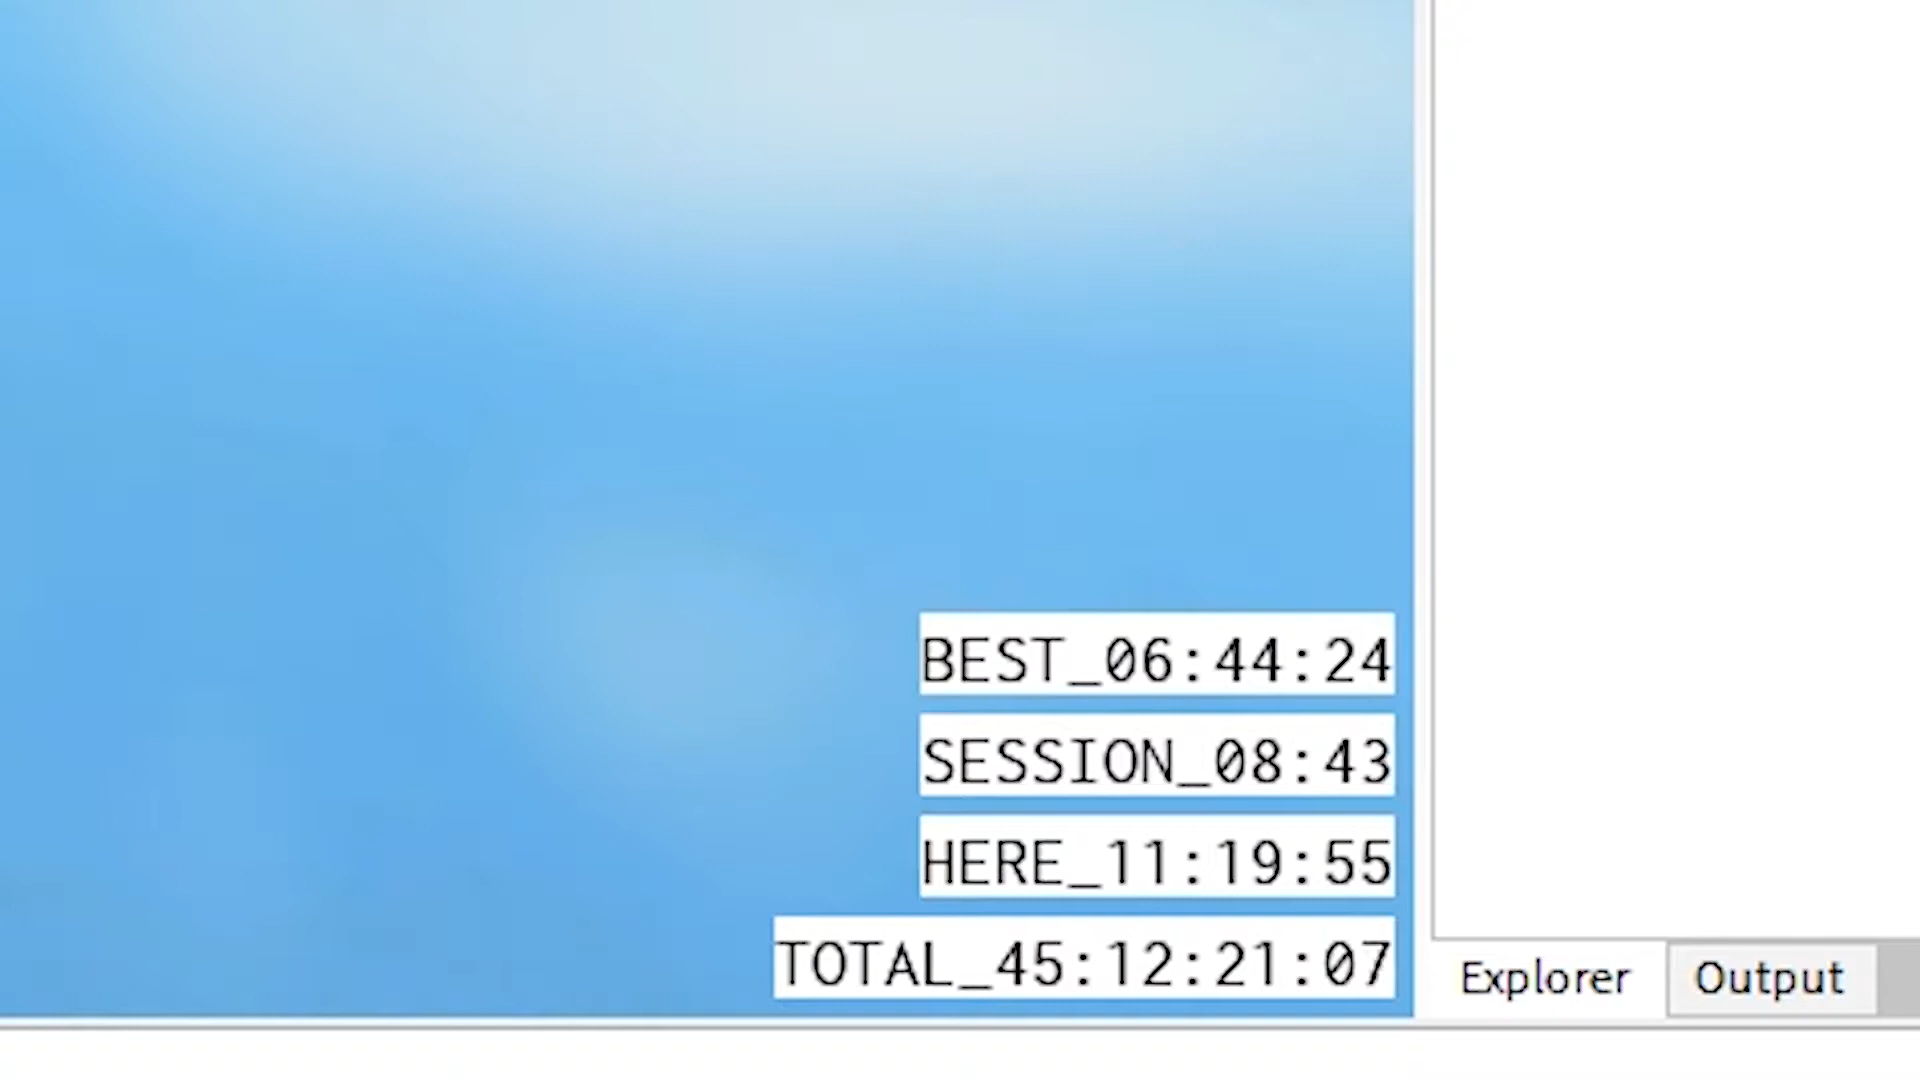 BEST_06:44:24
SESSION_08:43
HERE_11:19:55
TOTAL_45:12:21:07
Explorer Output